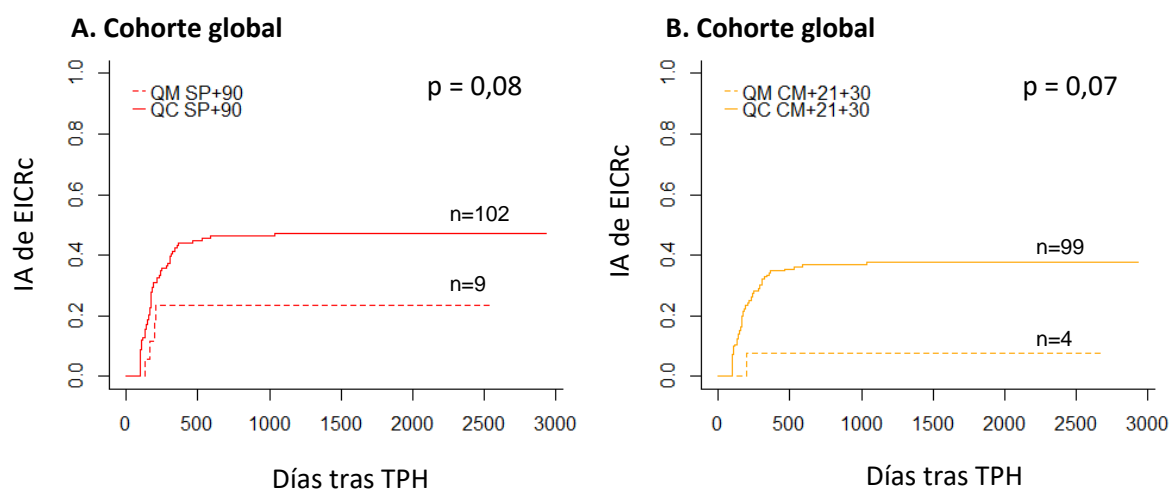 A. Cohorte global
QM SP+90
QC SP+90
p = 0,08
1.0
0.8
0.6
0.4
0.2
0.0
IA de EICRc
n=102
n=9
0 500 1000 1500 2000 2500 3000
Días tras TPH
B. Cohorte global
QM CM+21+30
QC CM+21+30
p = 0,07
1.0
0.8
0.6
0.4
0.2
0.0
IA de EICRc
n=99
n=4
0 500 1000 1500 2000 2500 3000
Días tras TPH